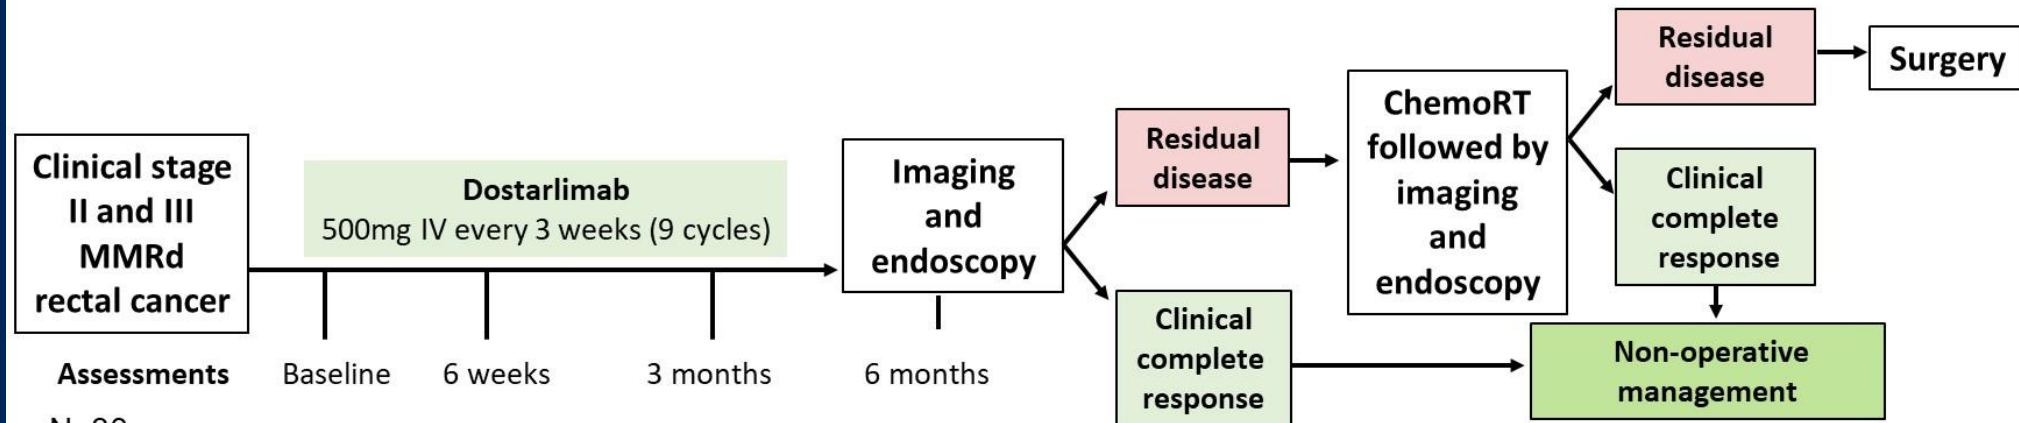 Clinical stage
II and III
MMRd
rectal cancer
Dostarlimab
500mg IV every 3 weeks (9 cycles)
Imaging
and
endoscopy
Residual
disease
Clinical
complete
response
ChemoRT
followed by
imaging
and
endoscopy
Residual
disease
Surgery
Clinical
complete
response
Non-operative
management
Assessments
Baseline
6 weeks
3 months
6 months